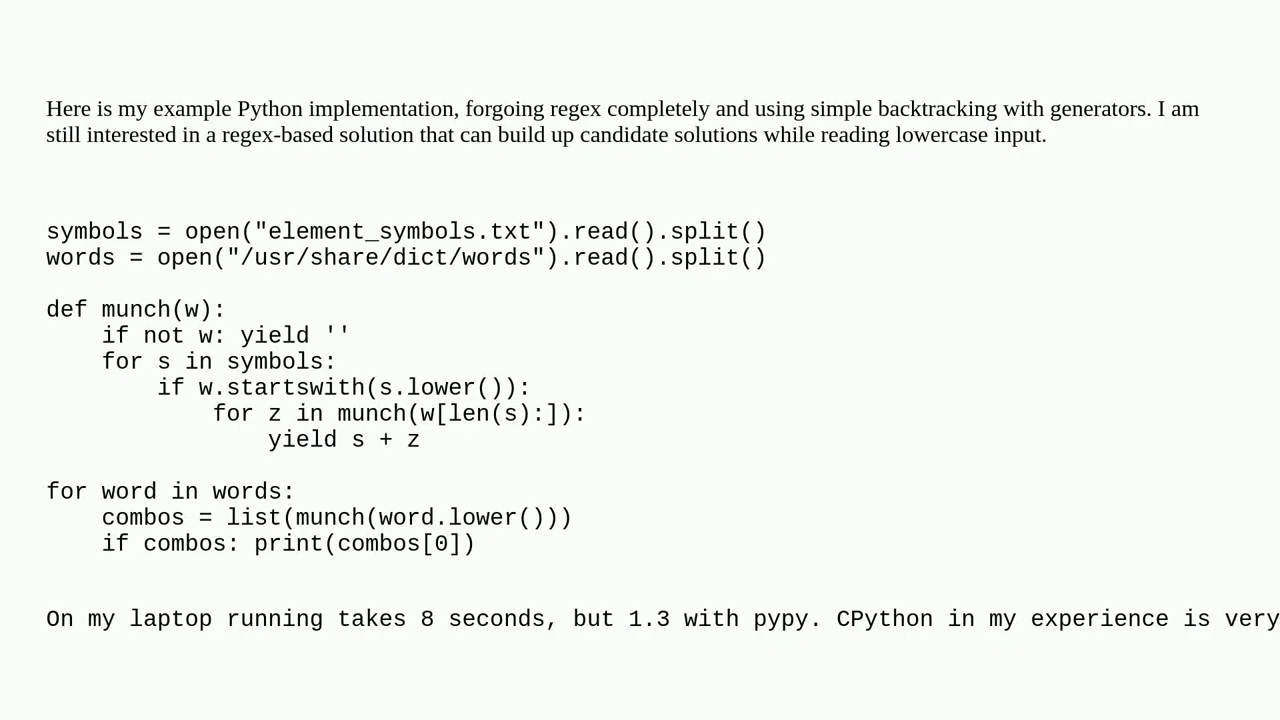 Here is my example Python implementation, forgoing regex completely and using simple backtracking with generators. I am
still interested in a regex-based solution that can build up candidate solutions while reading lowercase input.
symbols = open("element_symbols.txt").read().split()
words = open("/usr/share/dict/words").read().split()
def munch(w):
    if not w: yield ''
    for s in symbols:
        if w.startswith(s.lower()):
            for z in munch(w[len(s):]):
                yield s + z
for word in words:
    combos = list(munch(word.lower()))
    if combos: print(combos[0])
On my laptop running takes 8 seconds, but 1.3 with pypy. CPython in my experience is very